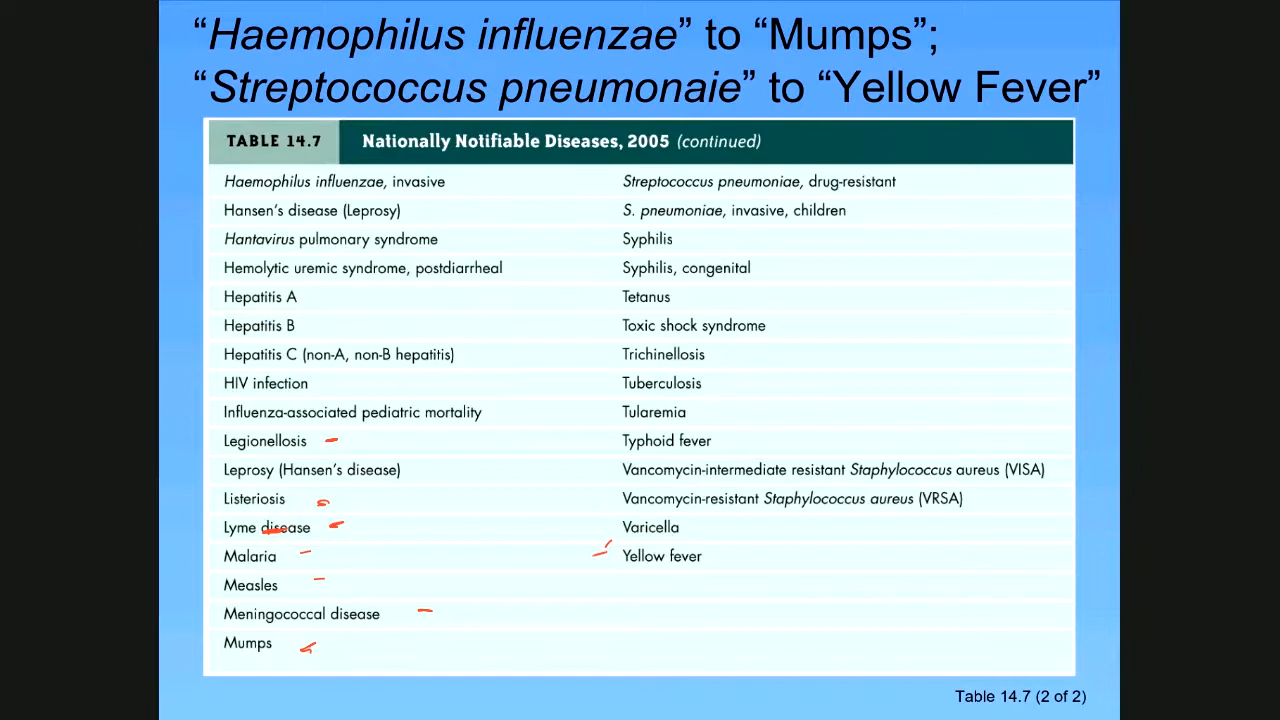 “Haemophilus influenzae” to “Mumps”;
“Streptococcus pneumonaie” to “Yellow Fever”
TABLE 14.7 Nationally Notifiable Diseases, 2005 (continued)
Haemophilus influenzae, invasive
Hansen’s disease (Leprosy)
Hantavirus pulmonary syndrome
Hemolytic uremic syndrome, postdiarrheal
Hepatitis A
Hepatitis B
Hepatitis C (non-A, non-B hepatitis)
HIV infection
Influenza-associated pediatric mortality
Legionellosis
Leprosy (Hansen’s disease)
Listeriosis
Lyme disease
Malaria
Measles
Meningococcal disease
Mumps
Streptococcus pneumoniae, drug-resistant
S. pneumoniae, invasive, children
Syphilis
Syphilis, congenital
Tetanus
Toxic shock syndrome
Trichinellosis
Tuberculosis
Tularemia
Typhoid fever
Vancomycin-intermediate resistant Staphylococcus aureus (VISA)
Vancomycin-resistant Staphylococcus aureus (VRSA)
Varicella
Yellow fever
Table 14.7 (2 of 2)